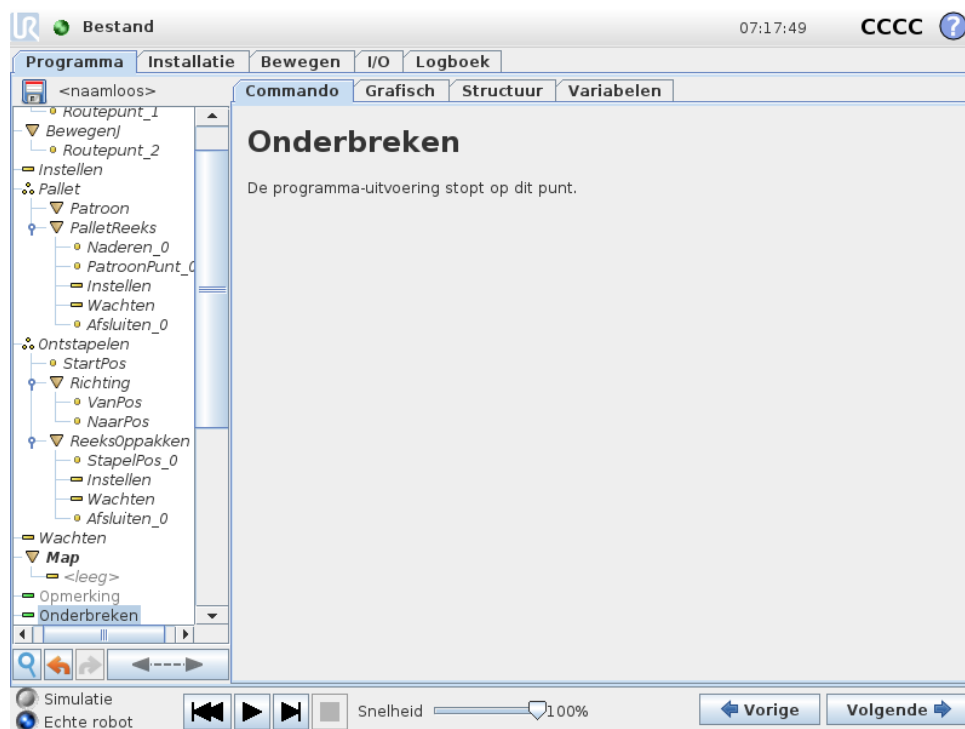 UR Bestand 07:17:49 CCCC ?
Programma Installatie Bewegen I/O Logboek
<naamloos>
Commando Grafisch Structuur Variabelen
Routepunt_1
BewegenJ
Routepunt_2
Instellen
Pallet
Patroon
PalletReeks
Naderen_0
PatroonPunt_0
Instellen
Wachten
Afsluiten_0
Ontstapelen
StartPos
Richting
VanPos
NaarPos
ReeksOppakken
StapelPos_0
Instellen
Wachten
Afsluiten_0
Wachten
Map
<leeg>
Opmerking
Onderbreken
Onderbreken
De programma-uitvoering stopt op dit punt.
Simulatie
Echte robot
Snelheid 100%
Vorige Volgende